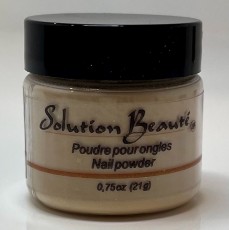 Solution Beauté
Poudre pour ongles
Nail powder
0,75oz (21g)